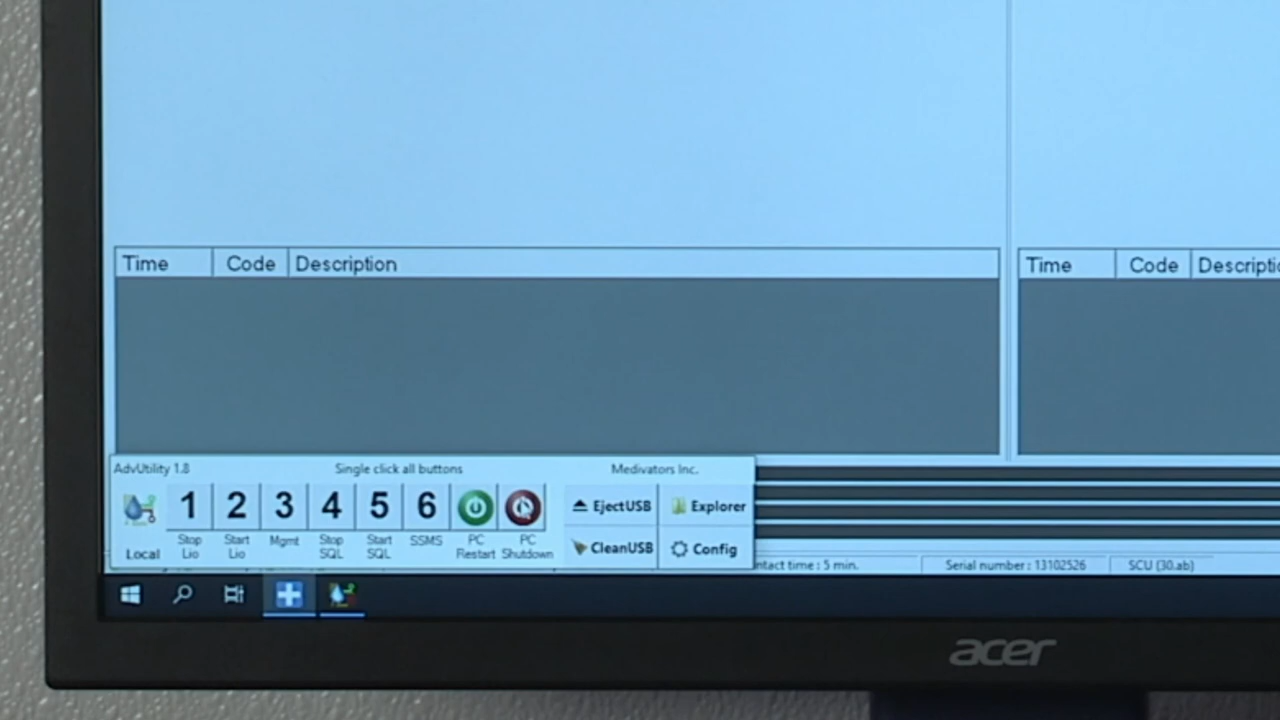 Time Code Description
Time Code Descriptio
AdvUtility 1.8 Single click all buttons Medivators Inc.
1 2 3 4 5 6 EjectUSB Explorer
Stop Lio
Start Lio
Mgmt
Stop SQL
Start SQL
SSMS
PC Restart
PC Shutdown
Local
CleanUSB Config
ntact time : 5 min. Serial number : 13102526 SCU (30.ab)
acer